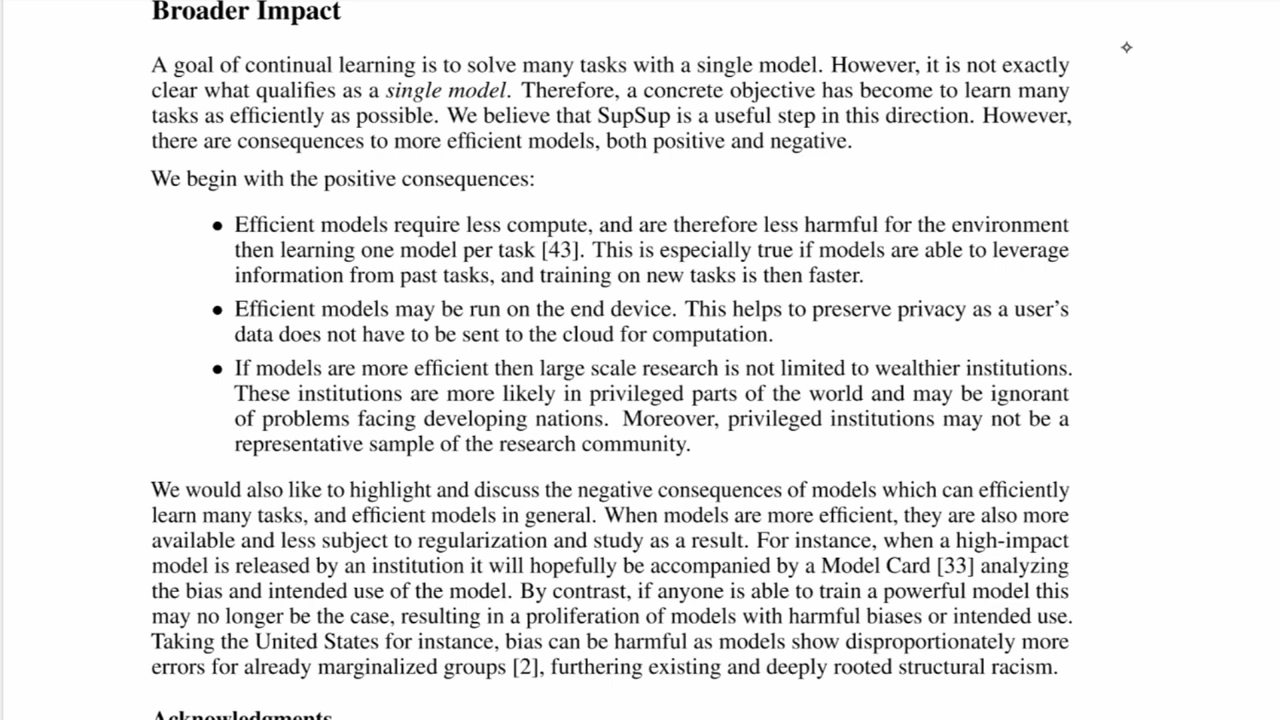 Broader Impact
A goal of continual learning is to solve many tasks with a single model. However, it is not exactly
clear what qualifies as a single model. Therefore, a concrete objective has become to learn many
tasks as efficiently as possible. We believe that SupSup is a useful step in this direction. However,
there are consequences to more efficient models, both positive and negative.
We begin with the positive consequences:
• Efficient models require less compute, and are therefore less harmful for the environment
then learning one model per task [43]. This is especially true if models are able to leverage
information from past tasks, and training on new tasks is then faster.
• Efficient models may be run on the end device. This helps to preserve privacy as a user's
data does not have to be sent to the cloud for computation.
• If models are more efficient then large scale research is not limited to wealthier institutions.
These institutions are more likely in privileged parts of the world and may be ignorant
of problems facing developing nations. Moreover, privileged institutions may not be a
representative sample of the research community.
We would also like to highlight and discuss the negative consequences of models which can efficiently
learn many tasks, and efficient models in general. When models are more efficient, they are also more
available and less subject to regularization and study as a result. For instance, when a high-impact
model is released by an institution it will hopefully be accompanied by a Model Card [33] analyzing
the bias and intended use of the model. By contrast, if anyone is able to train a powerful model this
may no longer be the case, resulting in a proliferation of models with harmful biases or intended use.
Taking the United States for instance, bias can be harmful as models show disproportionately more
errors for already marginalized groups [2], furthering existing and deeply rooted structural racism.
Acknowledgments